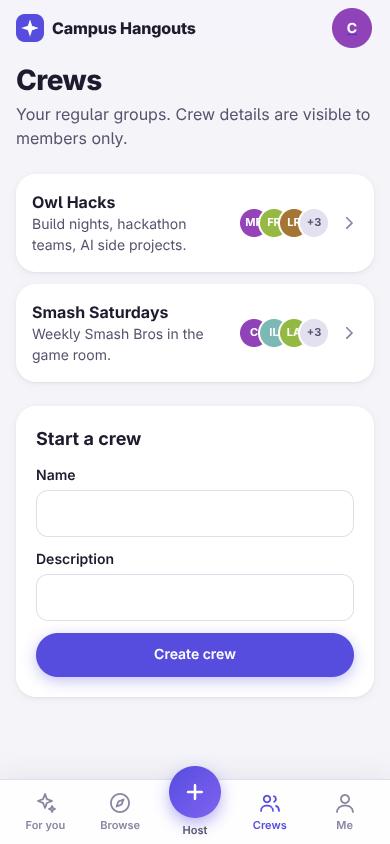 Campus Hangouts
C
Crews
Your regular groups. Crew details are visible to
members only.
Owl Hacks
Build nights, hackathon
teams, AI side projects.
+3
Smash Saturdays
Weekly Smash Bros in the
game room.
C
IL
+3
Start a crew
Name
Description
Create crew
For you
Browse
Host
Crews
Me